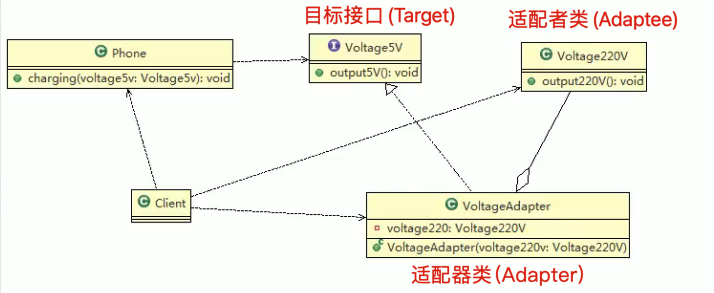 目标接口(Target)
适配者类(Adaptee)
C Phone
charging(voltage5v: Voltage5v): void
I Voltage5V
output5V(): void
C Voltage220V
output220V(): void
C Client
C VoltageAdapter
voltage220: Voltage220V
VoltageAdapter(voltage220v: Voltage220V)
适配器类(Adapter)